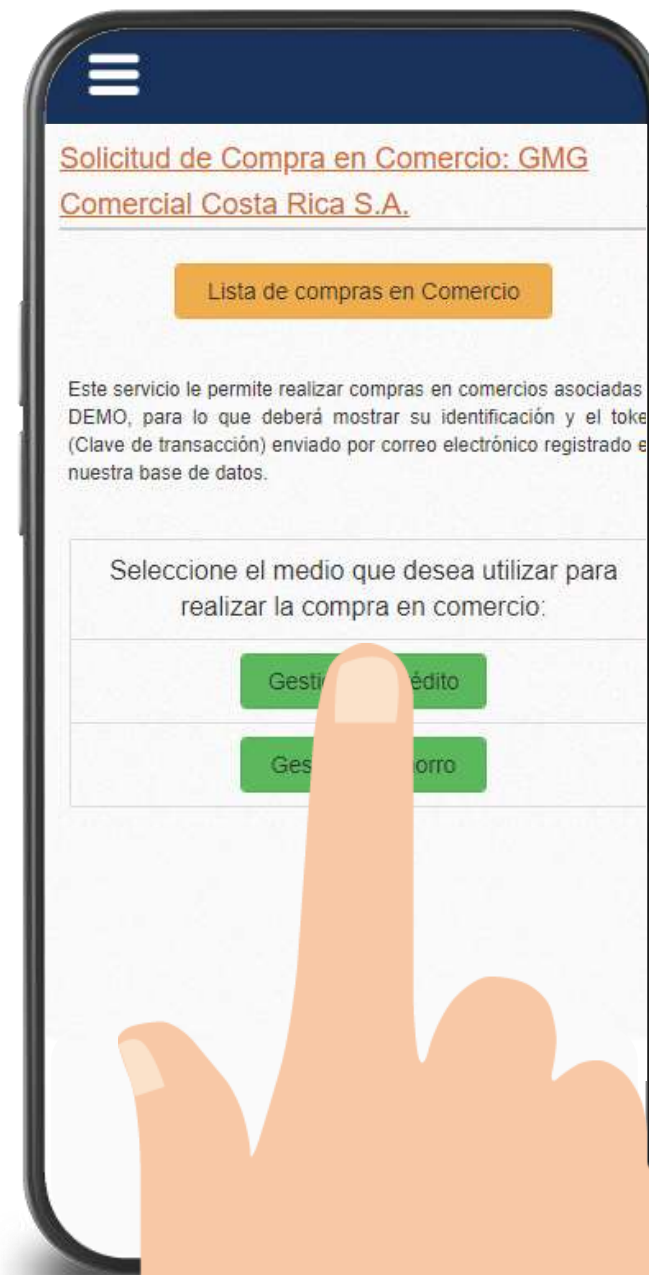 Solicitud de Compra en Comercio: GMG
Comercial Costa Rica S.A.
Lista de compras en Comercio
Este servicio le permite realizar compras en comercios asociadas
DEMO, para lo que deberá mostrar su identificación y el toke
(Clave de transacción) enviado por correo electrónico registrado e
nuestra base de datos.
Seleccione el medio que desea utilizar para
realizar la compra en comercio: